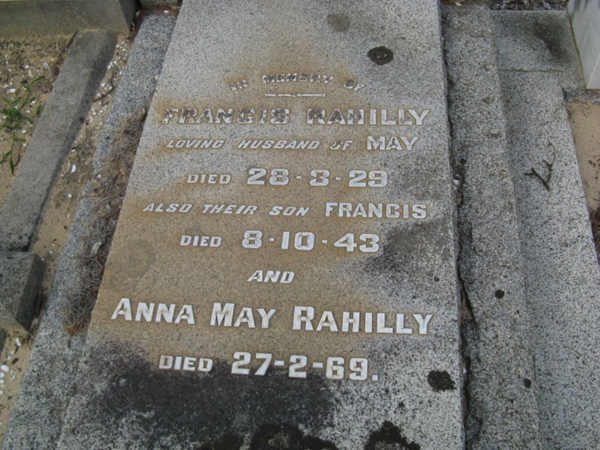 IN MEMORY OF
FRANCIS RAHILLY
LOVING HUSBAND OF MAY
DIED 28-3-29
ALSO THEIR SON FRANCIS
DIED 8-10-43
AND
ANNA MAY RAHILLY
DIED 27-2-69.